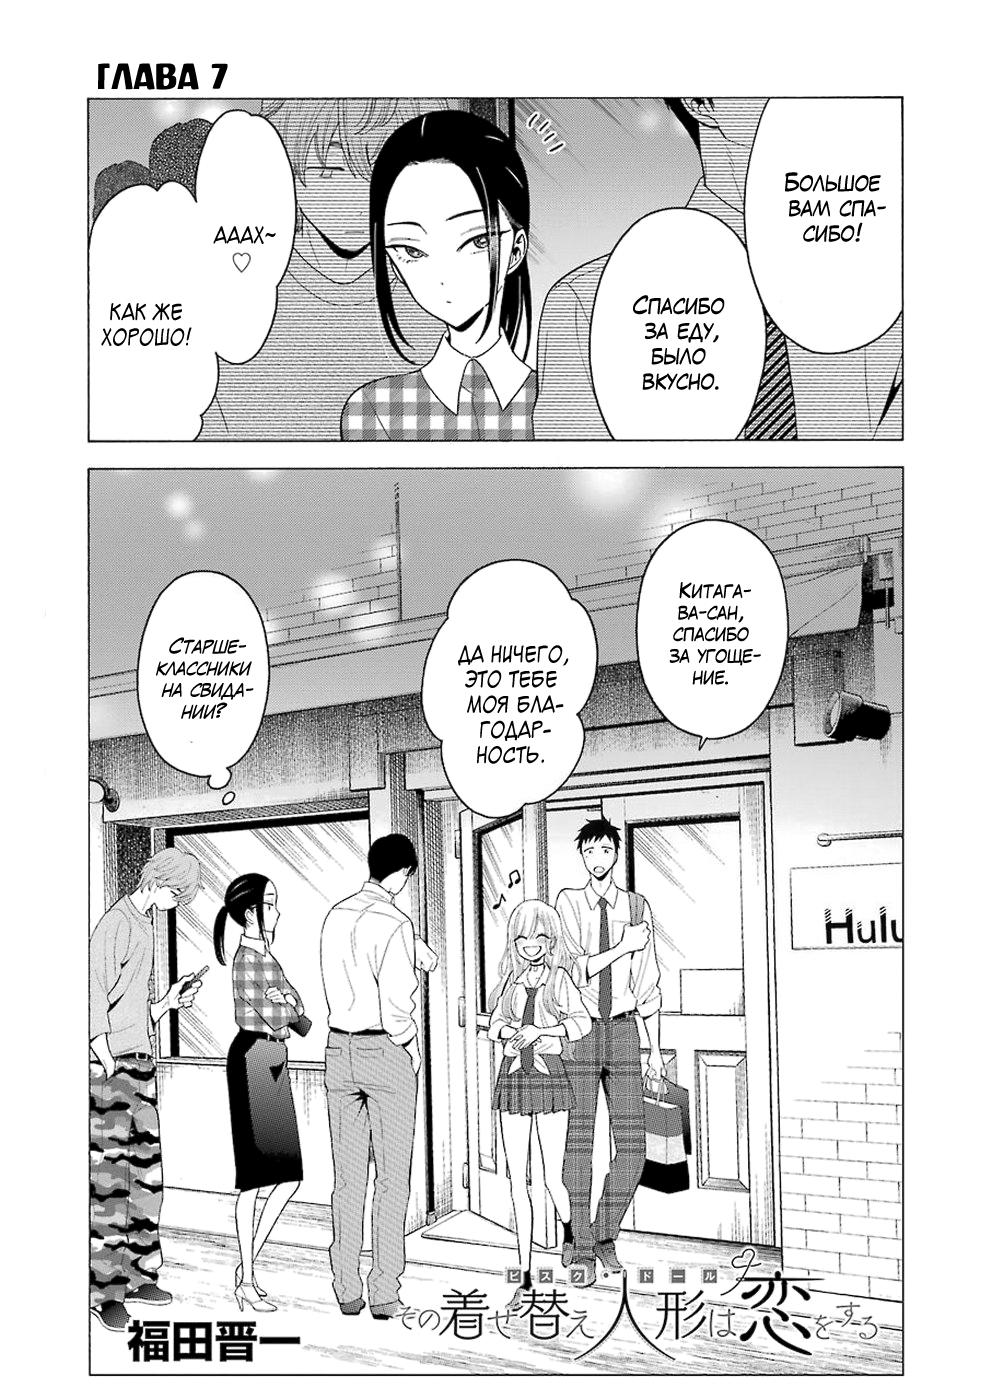 ГЛАВА 7
БОЛЬШОЕ
ВАМ СПА-
СИБО!
СПАСИБО
ЗА ЕДУ,
БЫЛО
ВКУСНО.
АААХ~
♡
КАК ЖЕ
ХОРОШО!
КИТАГА-
ВА-САН,
СПАСИБО
ЗА УГОЩЕ-
НИЕ.
ДА НИЧЕГО,
ЭТО ТЕБЕ
МОЯ БЛА-
ГОДАР-
НОСТЬ.
СТАРШЕ-
КЛАССНИКИ
НА СВИДА-
НИИ?
Hulu
ビスク・ドール
その着せ替え人形は恋をする
福田晋一